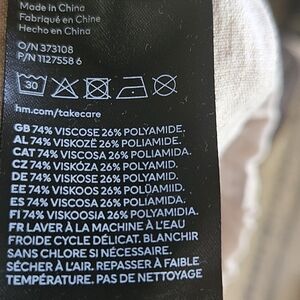 Made in China
Fabriqué en Chine
Hecho en China
O/N 373108
P/N 1127558 6
30
hm.com/takecare
GB 74% VISCOSE 26% POLYAMIDE.
AL 74% VISKOZË 26% POLIAMIDE.
CAT 74% VISCOSA 26% POLIAMIDA.
CZ 74% VISKÓZA 26% POLYAMID.
DE 74% VISKOSE 26% POLYAMID.
EE 74% VISKOOS 26% POLÜAMIID.
ES 74% VISCOSA 26% POLIAMIDA.
FI 74% VISKOOSIA 26% POLYAMIDIA.
FR LAVER À LA MACHINE À L'EAU
FROIDE CYCLE DÉLICAT. BLANCHIR
SANS CHLORE SI NÉCESSAIRE.
SÉCHER À L'AIR. REPASSER À FAIBLE
TEMPÉRATURE. PAS DE NETTOYAGE